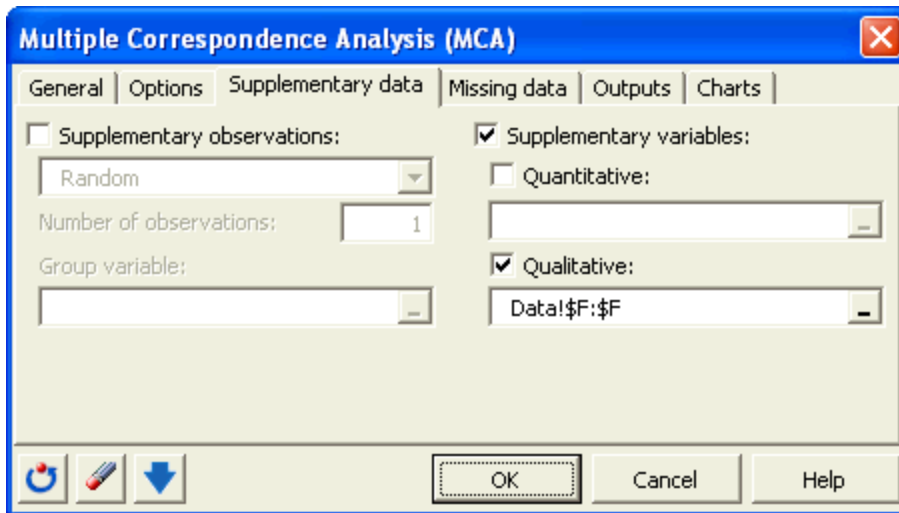 Multiple Correspondence Analysis (MCA)
General Options Supplementary data Missing data Outputs Charts
Supplementary observations:
Random
Number of observations: 1
Group variable:
Supplementary variables:
Quantitative:
Qualitative:
Data!$F:$F
OK Cancel Help